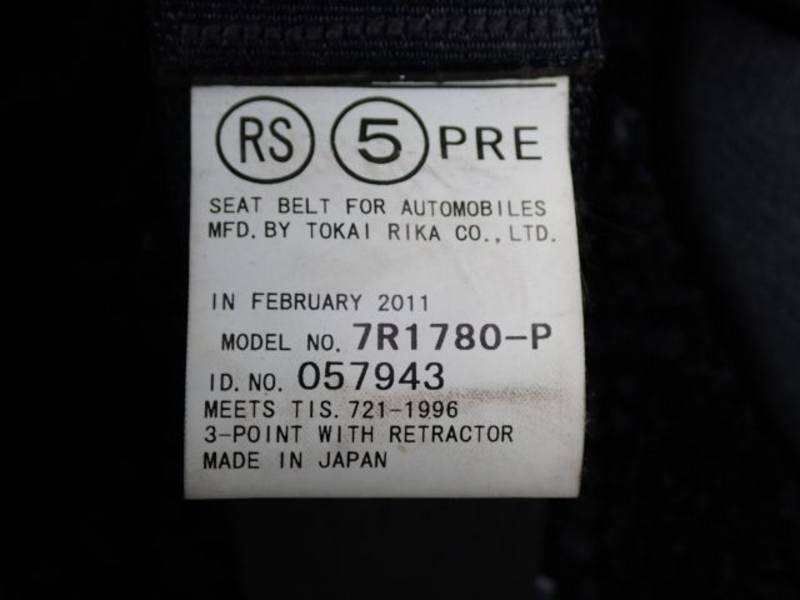 RS 5 PRE
SEAT BELT FOR AUTOMOBILES
MFD. BY TOKAI RIKA CO., LTD.
IN FEBRUARY 2011
MODEL NO. 7R1780-P
ID. NO. 057943
MEETS TIS. 721-1996
3-POINT WITH RETRACTOR
MADE IN JAPAN